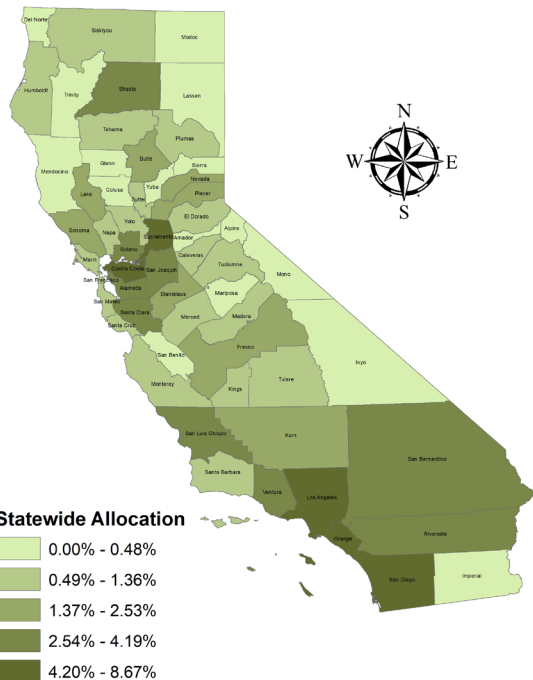 Del Norte
Siskiyou
Modoc
Humboldt
Trinity
Shasta
Lassen
Tehama
Plumas
Mendocino
Glenn
Butte
Sierra
Colusa
Yuba
Nevada
Lake
Sutter
Placer
Yolo
El Dorado
Sonoma
Napa
Sacramento
Amador
Alpine
Solano
Marin
Calaveras
Tuolumne
Contra Costa
San Joaquin
Mono
San Francisco
Alameda
Stanislaus
Mariposa
San Mateo
Santa Clara
Merced
Madera
Santa Cruz
Fresno
San Benito
Inyo
Monterey
Kings
Tulare
San Luis Obispo
Kern
San Bernardino
Santa Barbara
Ventura
Los Angeles
Orange
Riverside
San Diego
Imperial
N
W
E
S
Statewide Allocation
0.00% - 0.48%
0.49% - 1.36%
1.37% - 2.53%
2.54% - 4.19%
4.20% - 8.67%